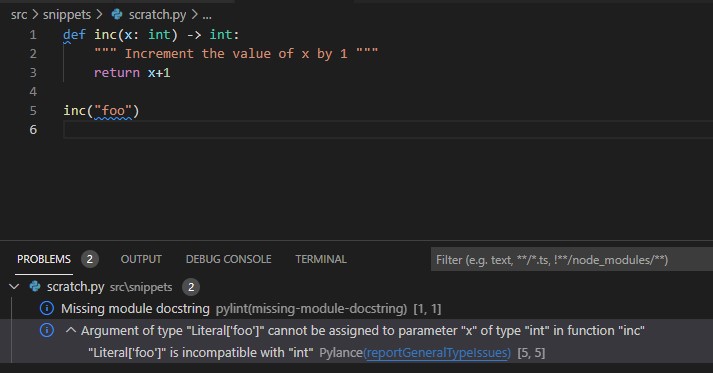 src > snippets > scratch.py > ...
1 def inc(x: int) -> int:
2     """ Increment the value of x by 1 """
3     return x+1
4
5 inc("foo")
6
PROBLEMS 2 OUTPUT DEBUG CONSOLE TERMINAL Filter (e.g. text, **/*.ts, !**/node_modules/**)
scratch.py src\snippets 2
Missing module docstring pylint(missing-module-docstring) [1, 1]
Argument of type "Literal['foo']" cannot be assigned to parameter "x" of type "int" in function "inc"
"Literal['foo']" is incompatible with "int" Pylance(reportGeneralTypeIssues) [5, 5]